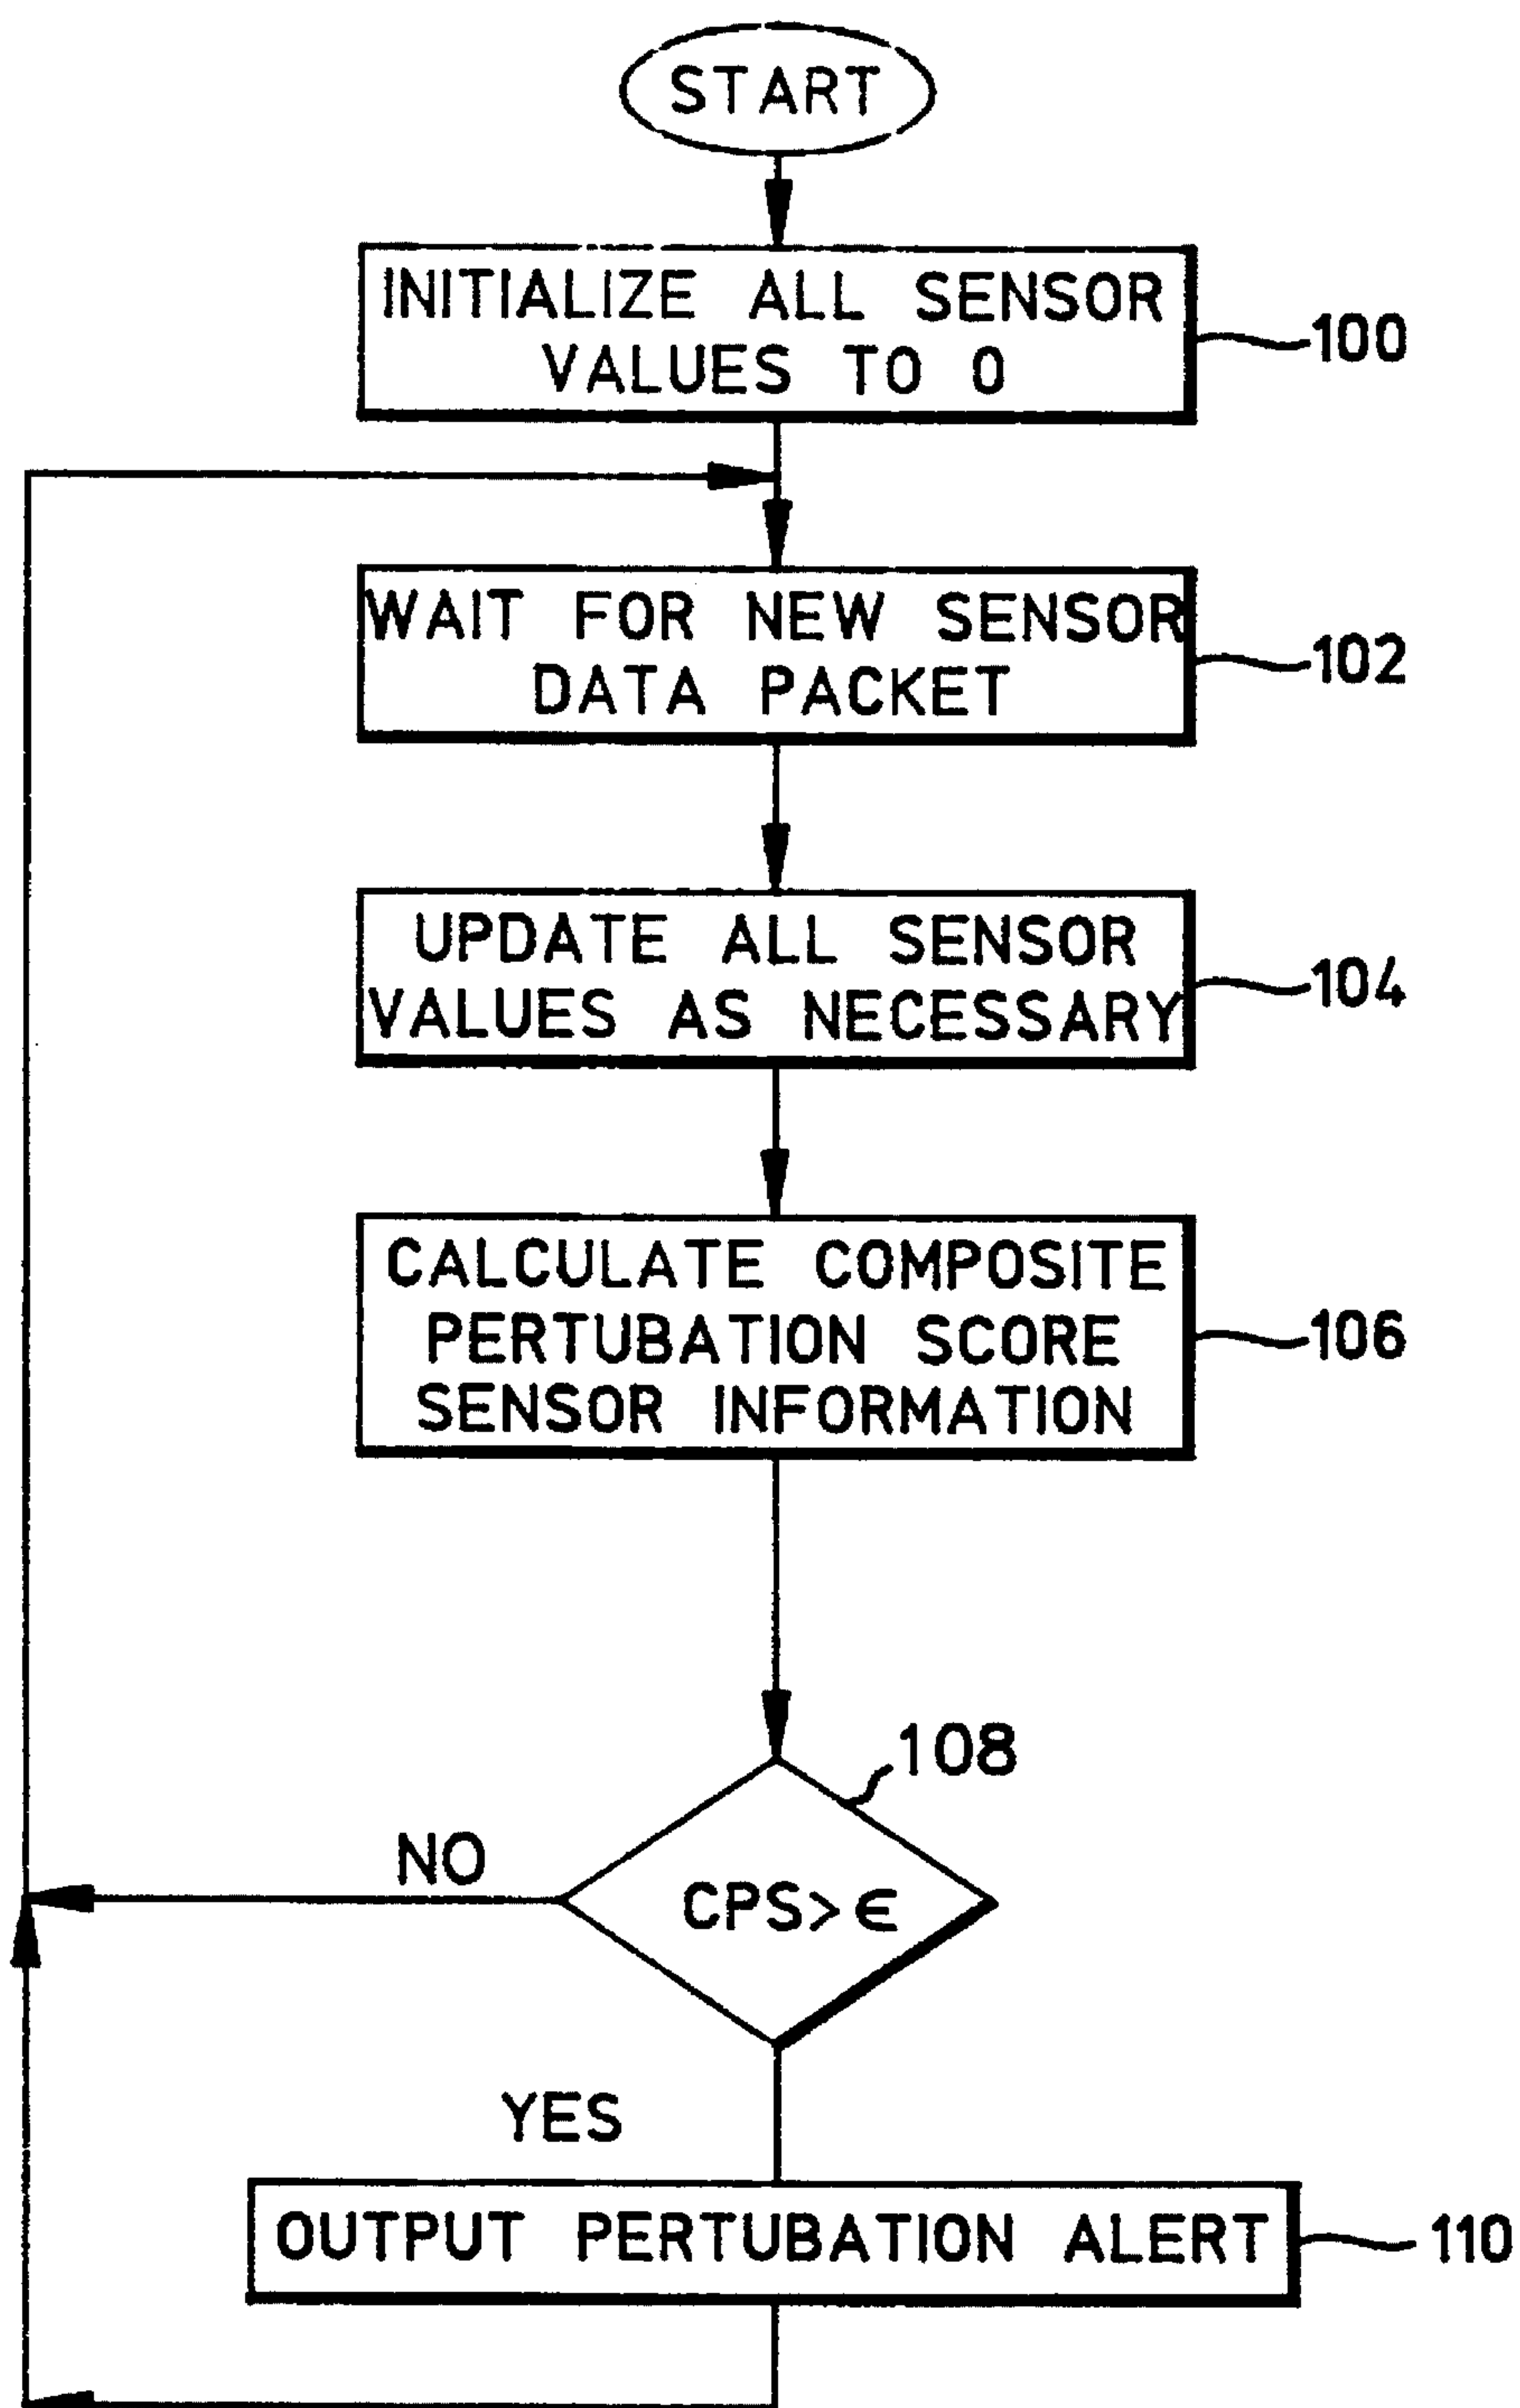 START
INITIALIZE ALL SENSOR
VALUES TO 0
100
WAIT FOR NEW SENSOR
DATA PACKET
102
UPDATE ALL SENSOR
VALUES AS NECESSARY
104
CALCULATE COMPOSITE
PERTUBATION SCORE
SENSOR INFORMATION
106
108
NO
CPS>ϵ
YES
OUTPUT PERTUBATION ALERT
110